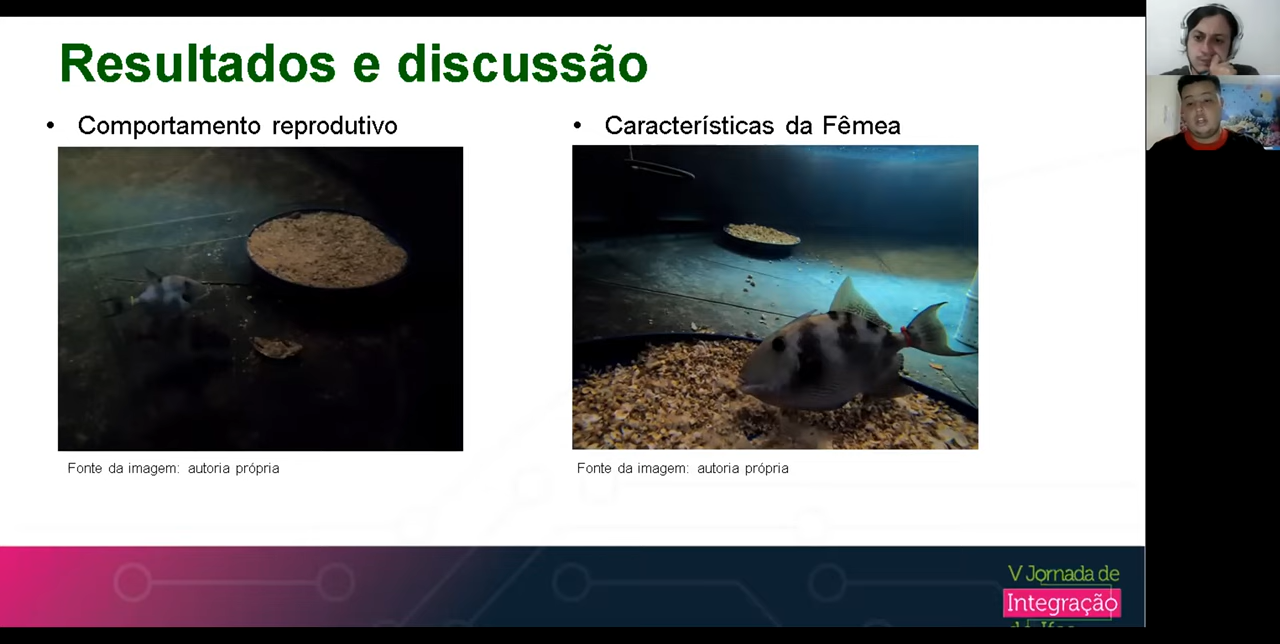 Resultados e discussão
• Comportamento reprodutivo
• Características da Fêmea
Fonte da imagem: autoria própria
Fonte da imagem: autoria própria
V Jornada de
Integração